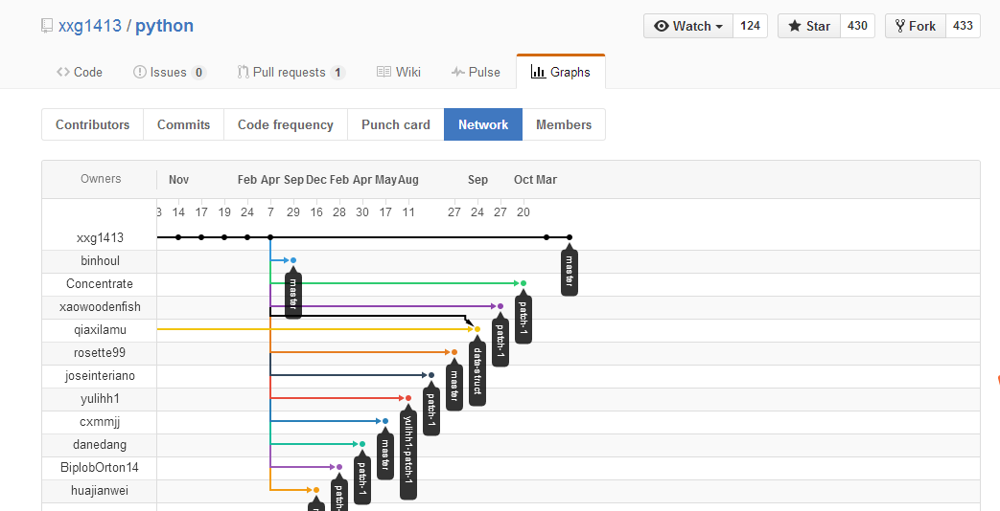 xxg1413 / python
Watch 124 Star 430 Fork 433
Code Issues 0 Pull requests 1 Wiki Pulse Graphs
Contributors Commits Code frequency Punch card Network Members
Owners Nov Feb Apr Sep Dec Feb Apr May Aug Sep Oct Mar
3 14 17 19 24 7 29 16 28 30 17 11 27 24 27 20
xxg1413
binhoul
master
master
Concentrate
xaowoodenfish
patch-1
qiaxilamu
patch-1
rosette99
data-struct
joseinteriano
master
yulihh1
patch-1
cxmmjj
yulihh1-patch-1
danedang
master
BiplobOrton14
patch-1
huajianwei
patch-